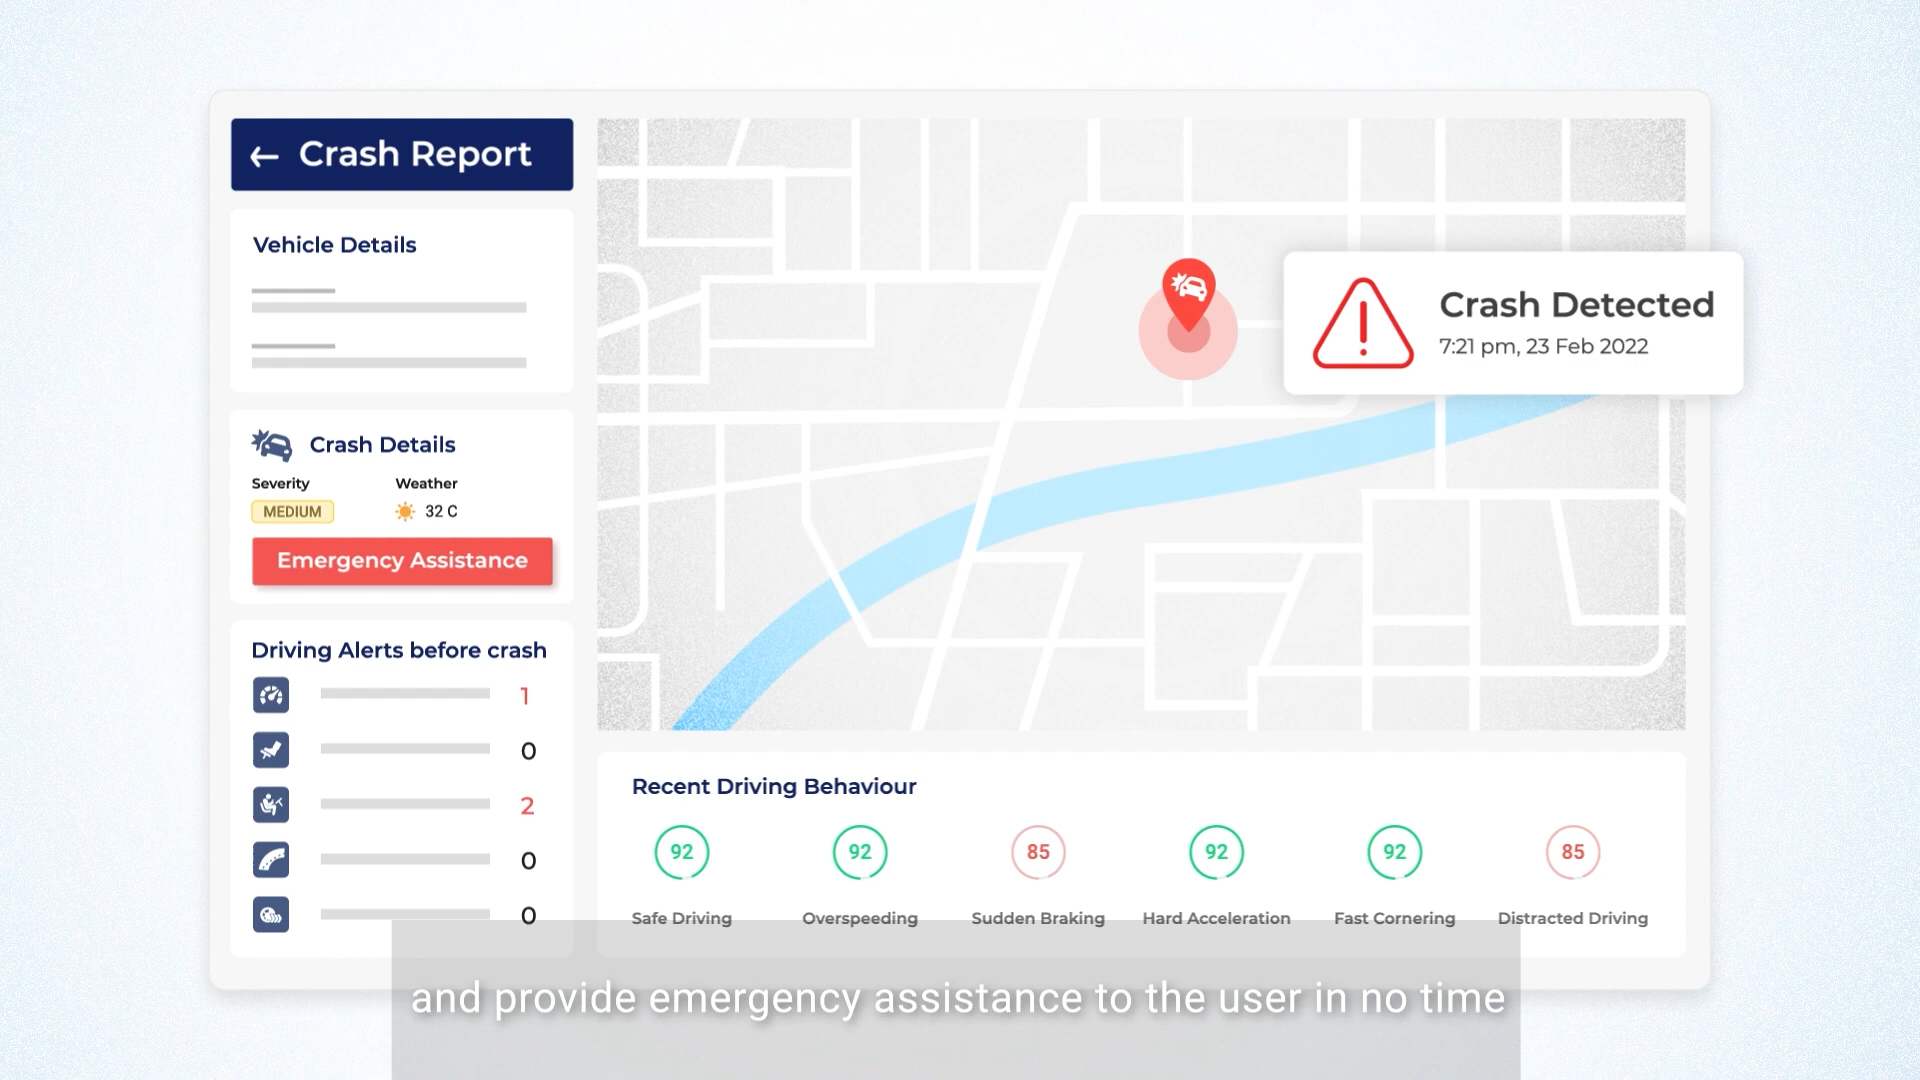 Crash Report
Vehicle Details
Crash Details
Severity
Weather
MEDIUM
32 C
Emergency Assistance
Driving Alerts before crash
1
0
2
0
0
Crash Detected
7:21 pm, 23 Feb 2022
Recent Driving Behaviour
92 92 85 92 92 85
Safe Driving Overspeeding Sudden Braking Hard Acceleration Fast Cornering Distracted Driving
and provide emergency assistance to the user in no time